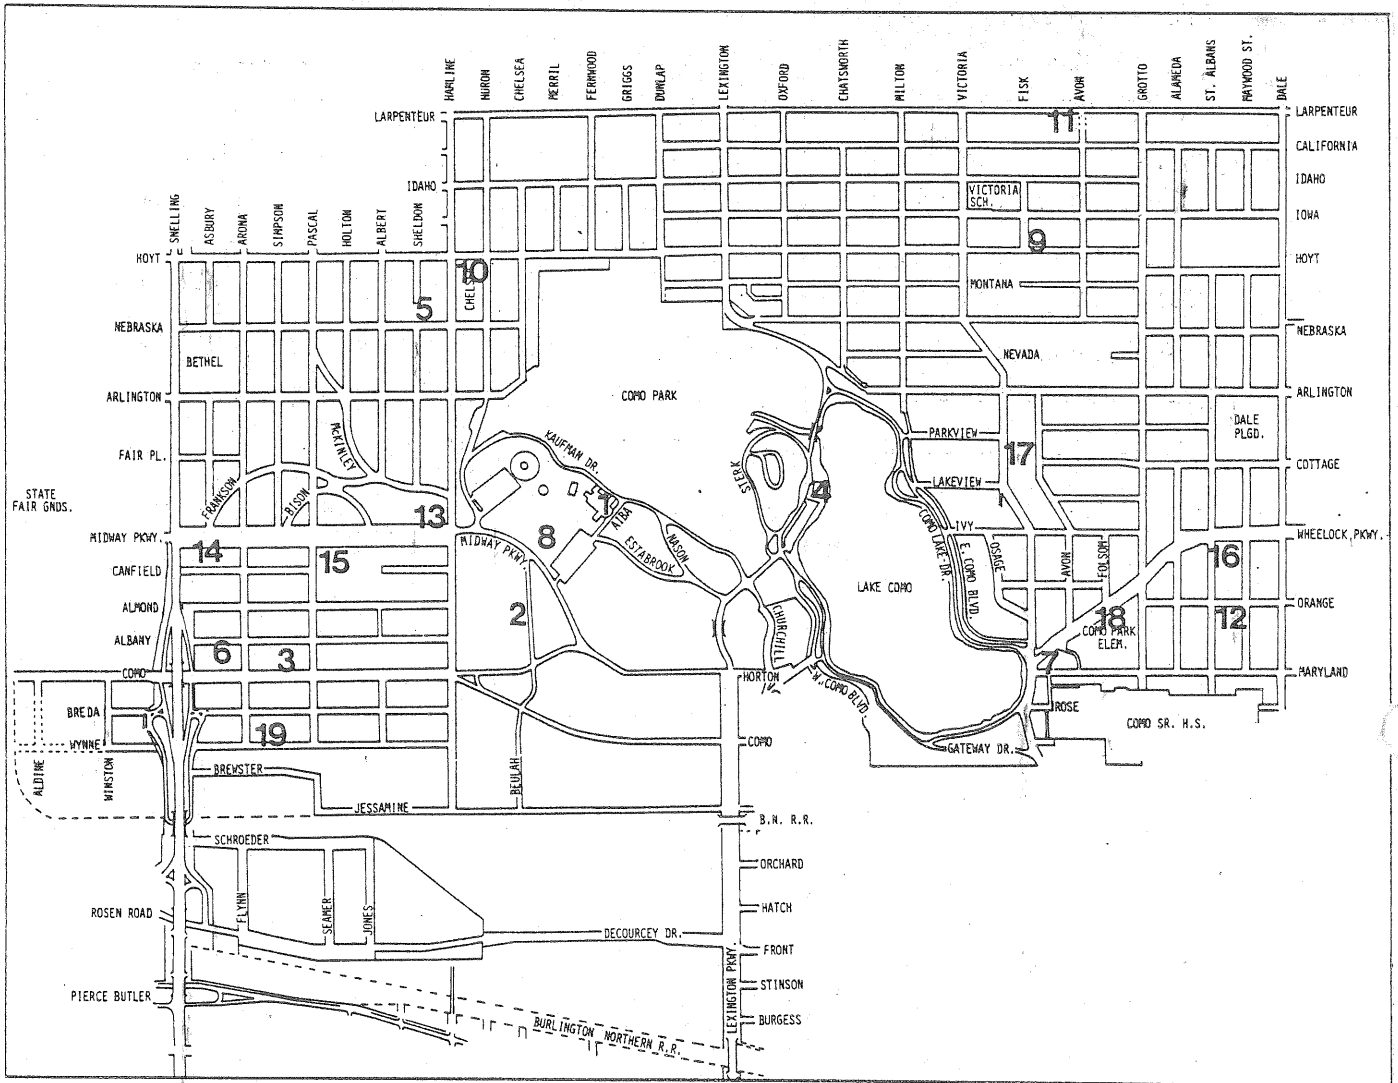 HAMLINE
HURON
CHELSEA
MERRIL
FERNWOOD
GRIGGS
DUNLAP
LEXINGTON
OXFORD
CHATSWORTH
MILTON
VICTORIA
FISK
AVON
GROTTO
ALAMEDA
ST. ALBANS
MAYWOOD ST.
DALE
LARPENTEUR
11
LARPENTEUR
CALIFORNIA
IDAHO
VICTORIA
SCH.
IDAHO
SNELLING
ASBURY
ARONA
SIMPSON
PASCAL
HOLTON
ALBERT
SHELDON
IOWA
9
HOYT
10
HOYT
MONTANA
5
NEBRASKA
NEBRASKA
BETHEL
NEVADA
ARLINGTON
COMO PARK
ARLINGTON
McKINLEY
KAUFMAN DR.
PARKVIEW
DALE
PLGD.
FAIR PL.
17
COTTAGE
STERK
LAKEVIEW
STATE
FAIR GNDS.
FRANKSON
BISON
1
4
13
AIDA
COMO LAKE DR.
IVY
MIDWAY PKWY.
14
MIDWAY PKWY
8
NASON
ESTABROOK
E. COMO BLVD.
OSAGE
AVON
FOLSOM
WHEELOCK PKWY.
CANFIELD
15
16
LAKE COMO
ALMOND
2
CHURCHILL
18
12
ORANGE
COMO PARK
ELEM.
ALBANY
6
3
7
COMO
HORTON
W. COMO BLVD.
MARYLAND
BREDA
ROSE
COMO SR. H.S.
WYNNE
19
COMO
GATEWAY DR.
ALDINE
WINSTON
BREWSTER
BEULAH
JESSAMINE
B.N. R.R.
SCHROEDER
ORCHARD
FLYNN
SEAMER
JONES
HATCH
ROSEN ROAD
DECOURCEY DR.
FRONT
LEXINGTON PKWY
STINSON
PIERCE BUTLER
BURLINGTON NORTHERN R.R.
BURGESS